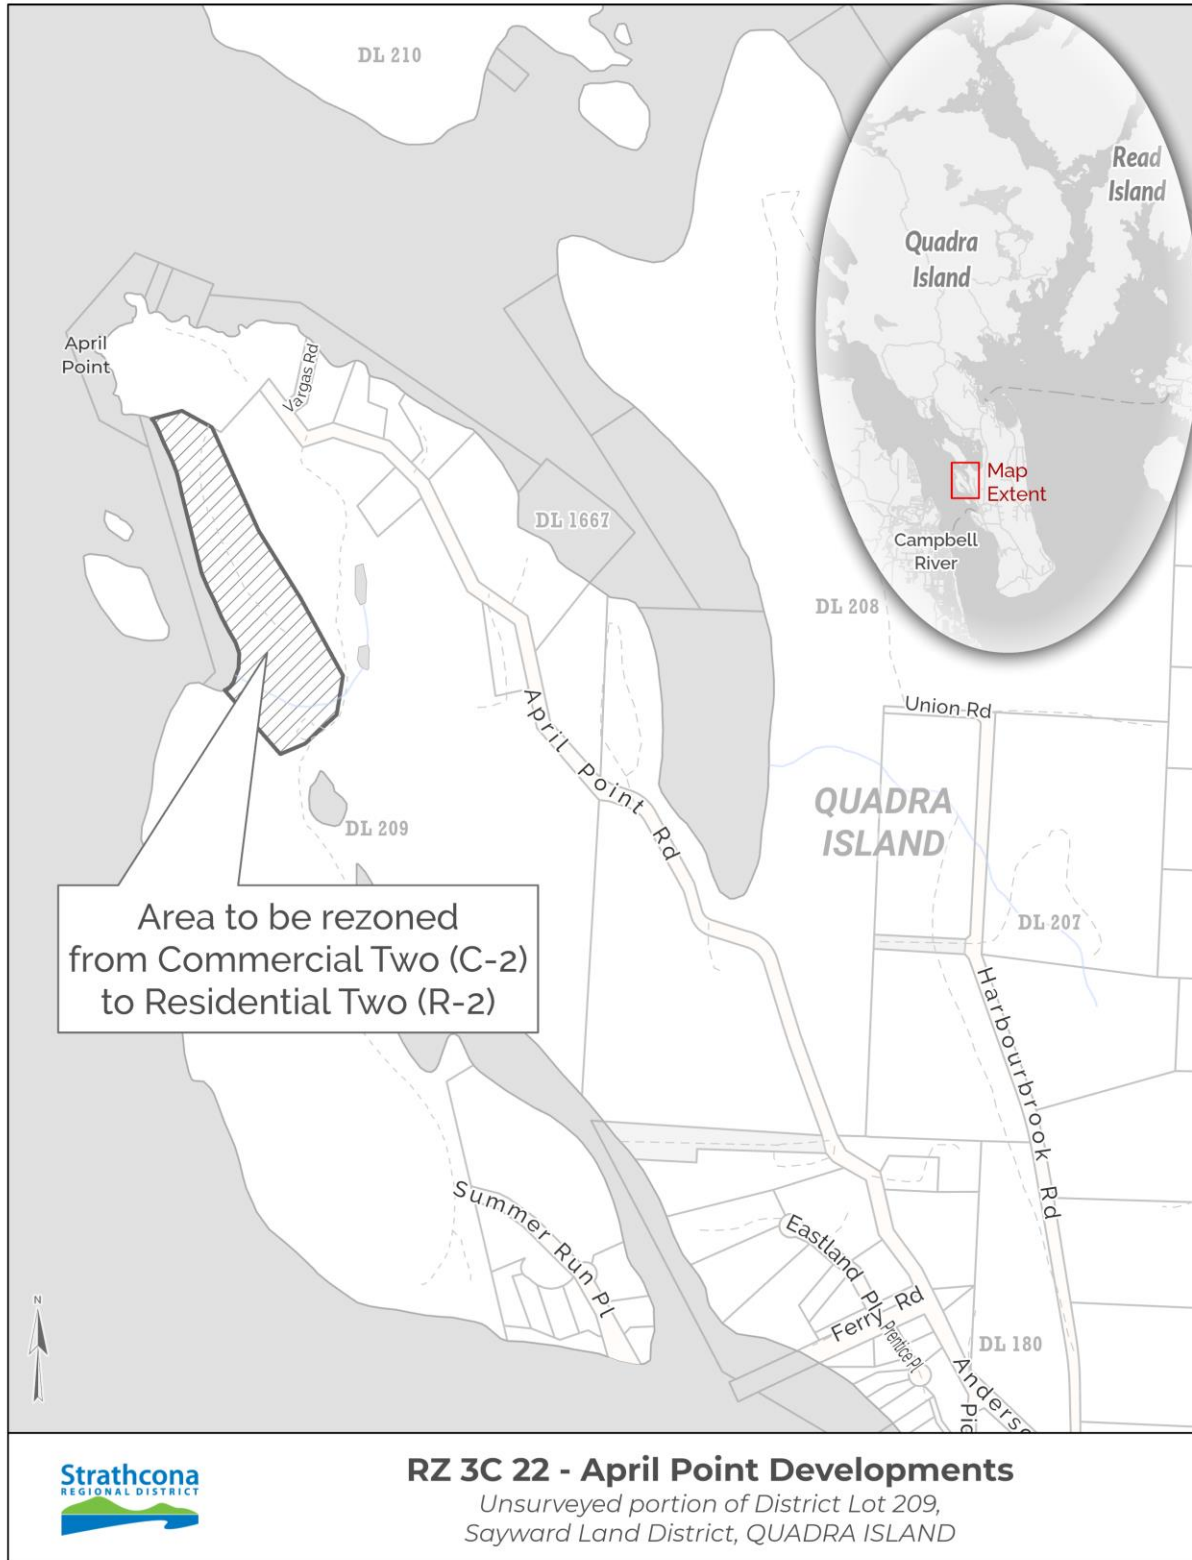 DL 210
Read
Island
Quadra
Island
April
Point
Vargas Rd
Map
Extent
DL 1667
Campbell
River
DL 208
April Point Rd
Union Rd
QUADRA
ISLAND
DL 209
Area to be rezoned
from Commercial Two (C-2)
to Residential Two (R-2)
DL 207
Harbourbrook Rd
Summer Run Pl
Eastland Pl
Ferry Rd
Prentice Pl
DL 180
N
Strathcona
REGIONAL DISTRICT
RZ 3C 22 - April Point Developments
Unsurveyed portion of District Lot 209,
Sayward Land District, QUADRA ISLAND